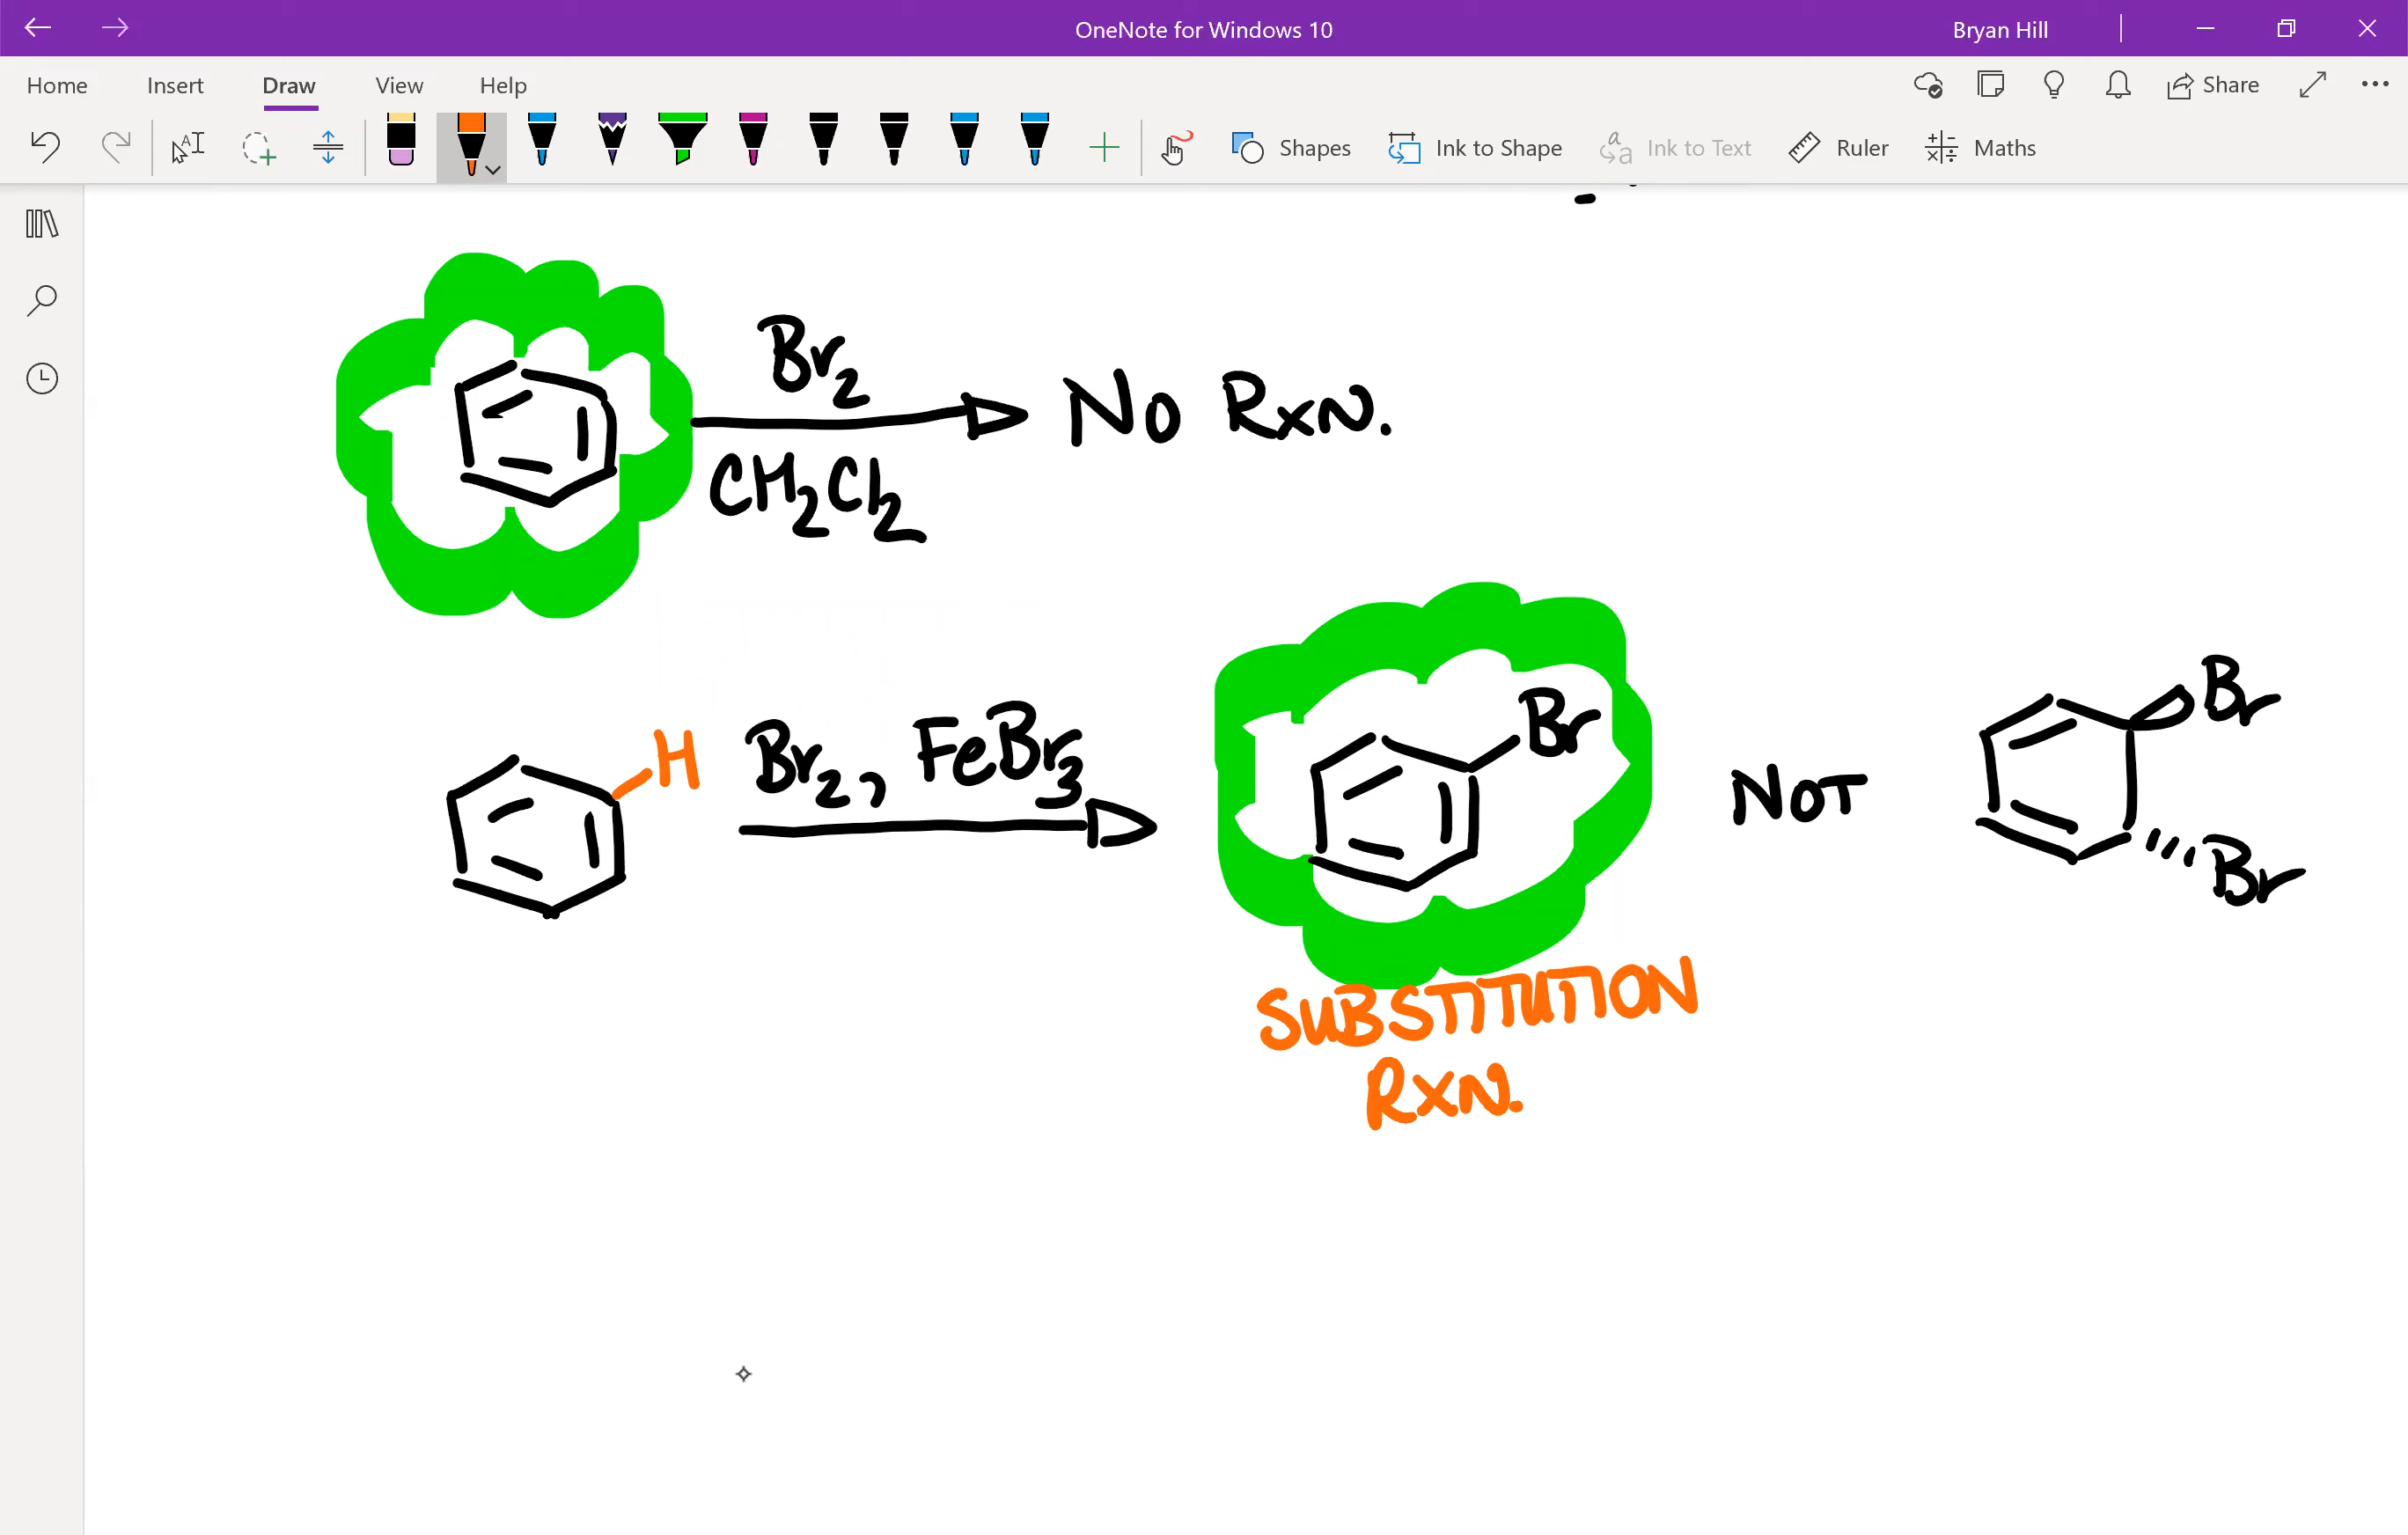 OneNote for Windows 10
Bryan Hill
Home Insert Draw View Help
Share
Shapes
Ink to Shape
Ink to Text
Ruler
Maths
Br2
CH2Cl2
No Rxn.
H
Br2, FeBr3
Br
NOT
Br
Br
SUBSTITUTION
RXN.